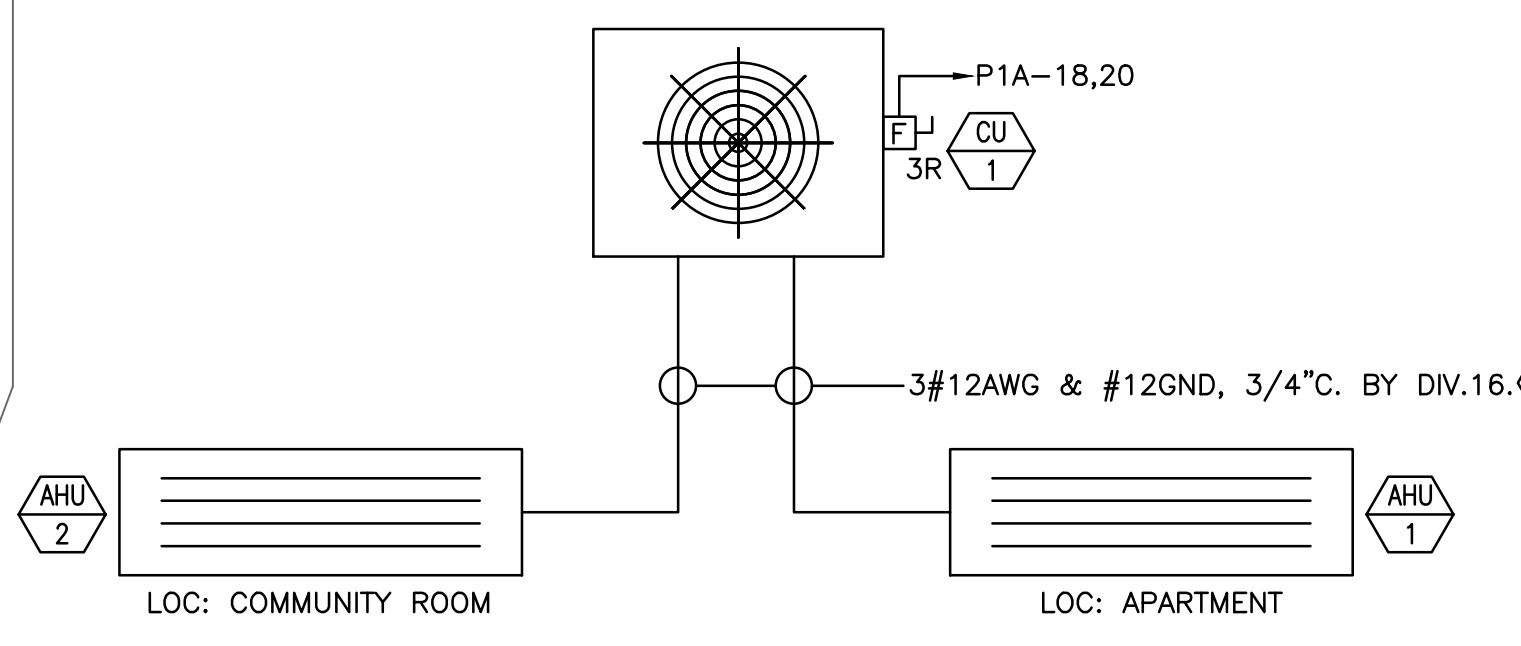 P1A-18,20
F
3R
CU
1
3#12AWG & #12GND, 3/4"C. BY DIV.16.
AHU
2
AHU
1
LOC: COMMUNITY ROOM
LOC: APARTMENT